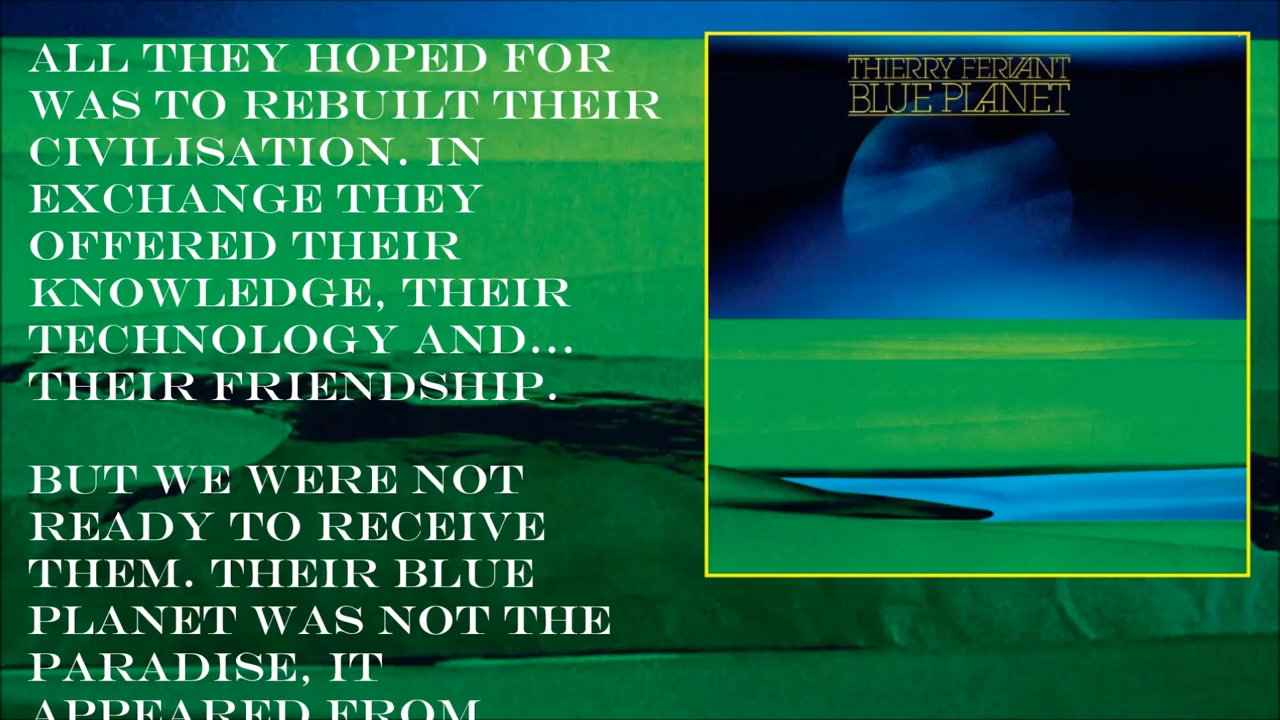 ALL THEY HOPED FOR
WAS TO REBUILT THEIR
CIVILISATION. IN
EXCHANGE THEY
OFFERED THEIR
KNOWLEDGE, THEIR
TECHNOLOGY AND...
THEIR FRIENDSHIP.
BUT WE WERE NOT
READY TO RECEIVE
THEM. THEIR BLUE
PLANET WAS NOT THE
PARADISE, IT
APPEARED FROM
THIERRY FERVANT
BLUE PLANET